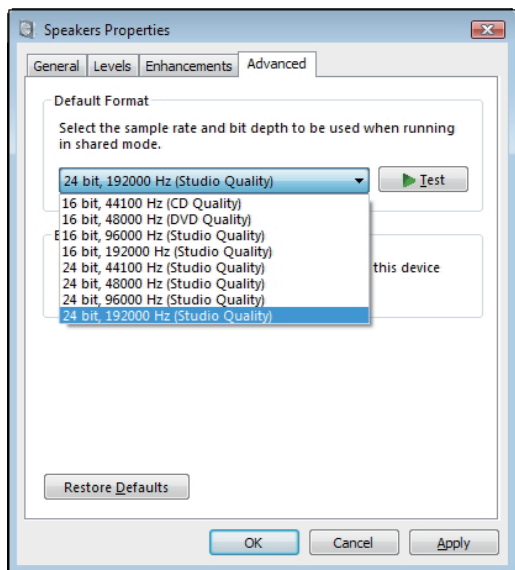 Speakers Properties
General Levels Enhancements Advanced
Default Format
Select the sample rate and bit depth to be used when running
in shared mode.
24 bit, 192000 Hz (Studio Quality)
Test
16 bit, 44100 Hz (CD Quality)
16 bit, 48000 Hz (DVD Quality)
E
16 bit, 96000 Hz (Studio Quality)
16 bit, 192000 Hz (Studio Quality)
24 bit, 44100 Hz (Studio Quality)
this device
24 bit, 48000 Hz (Studio Quality)
24 bit, 96000 Hz (Studio Quality)
24 bit, 192000 Hz (Studio Quality)
Restore Defaults
OK Cancel Apply